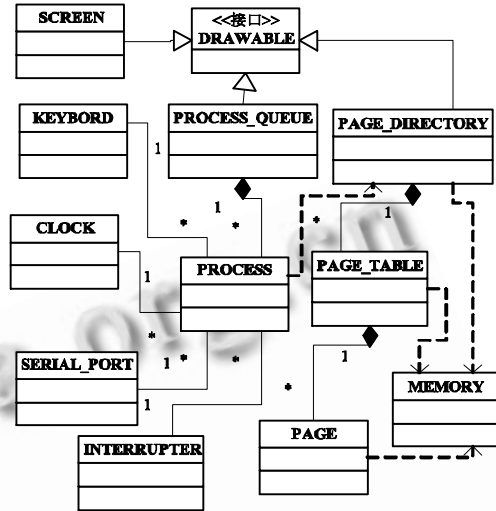 SCREEN
<<接口>>
DRAWABLE
KEYBORD
PROCESS_QUEUE
PAGE_DIRECTORY
1
1
*
*
*
1
CLOCK
PROCESS
PAGE_TABLE
1
*
*
*
SERIAL_PORT
1
1
1
*
MEMORY
INTERRUPTER
PAGE